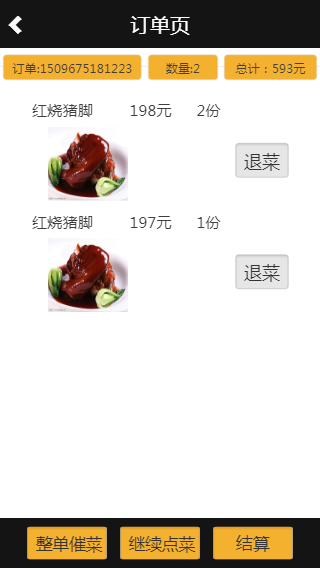 订单页
订单:1509675181223 数量:2 总计：593元
红烧猪脚 198元 2份
退菜
红烧猪脚 197元 1份
退菜
整单催菜 继续点菜 结算